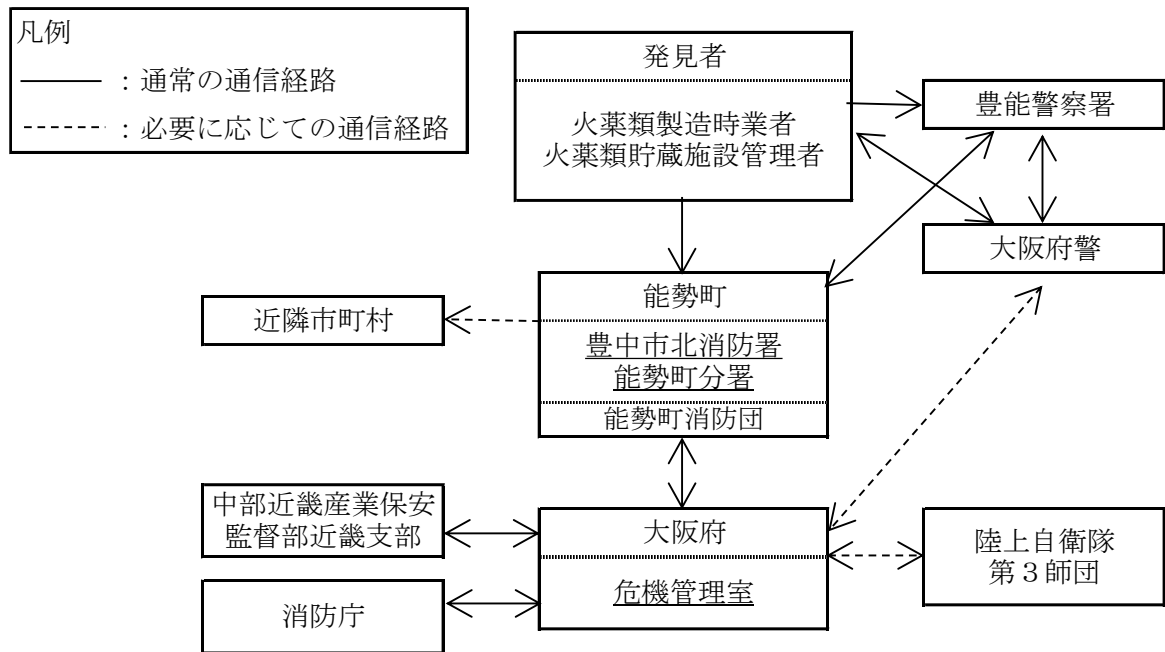 凡例
：通常の通信経路
：必要に応じての通信経路
発見者
火薬類製造時業者
火薬類貯蔵施設管理者
豊能警察署
大阪府警
能勢町
豊中市北消防署
能勢町分署
能勢町消防団
近隣市町村
中部近畿産業保安
監督部近畿支部
消防庁
大阪府
危機管理室
陸上自衛隊
第３師団